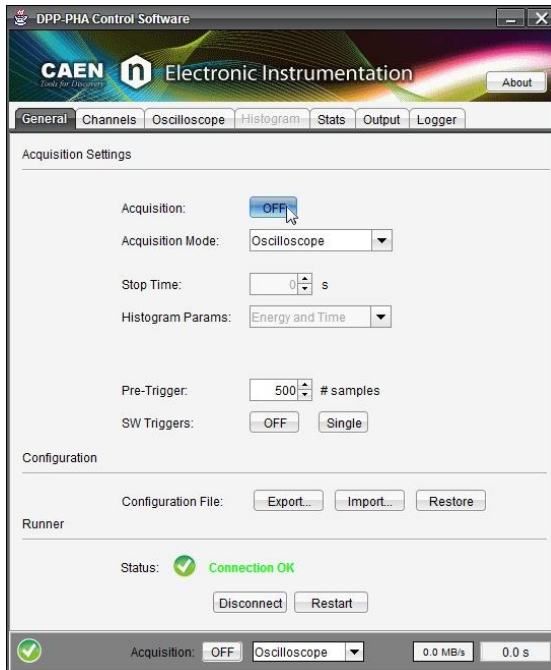 DPP-PHA Control Software
CAEN n Electronic Instrumentation
Tools for Discovery
About
General Channels Oscilloscope Histogram Stats Output Logger
Acquisition Settings
Acquisition: OFF
Acquisition Mode: Oscilloscope
Stop Time: 0 s
Histogram Params: Energy and Time
Pre-Trigger: 500 # samples
SW Triggers: OFF Single
Configuration
Configuration File: Export... Import... Restore
Runner
Status: Connection OK
Disconnect Restart
Acquisition: OFF Oscilloscope 0.0 MB/s 0.0 s